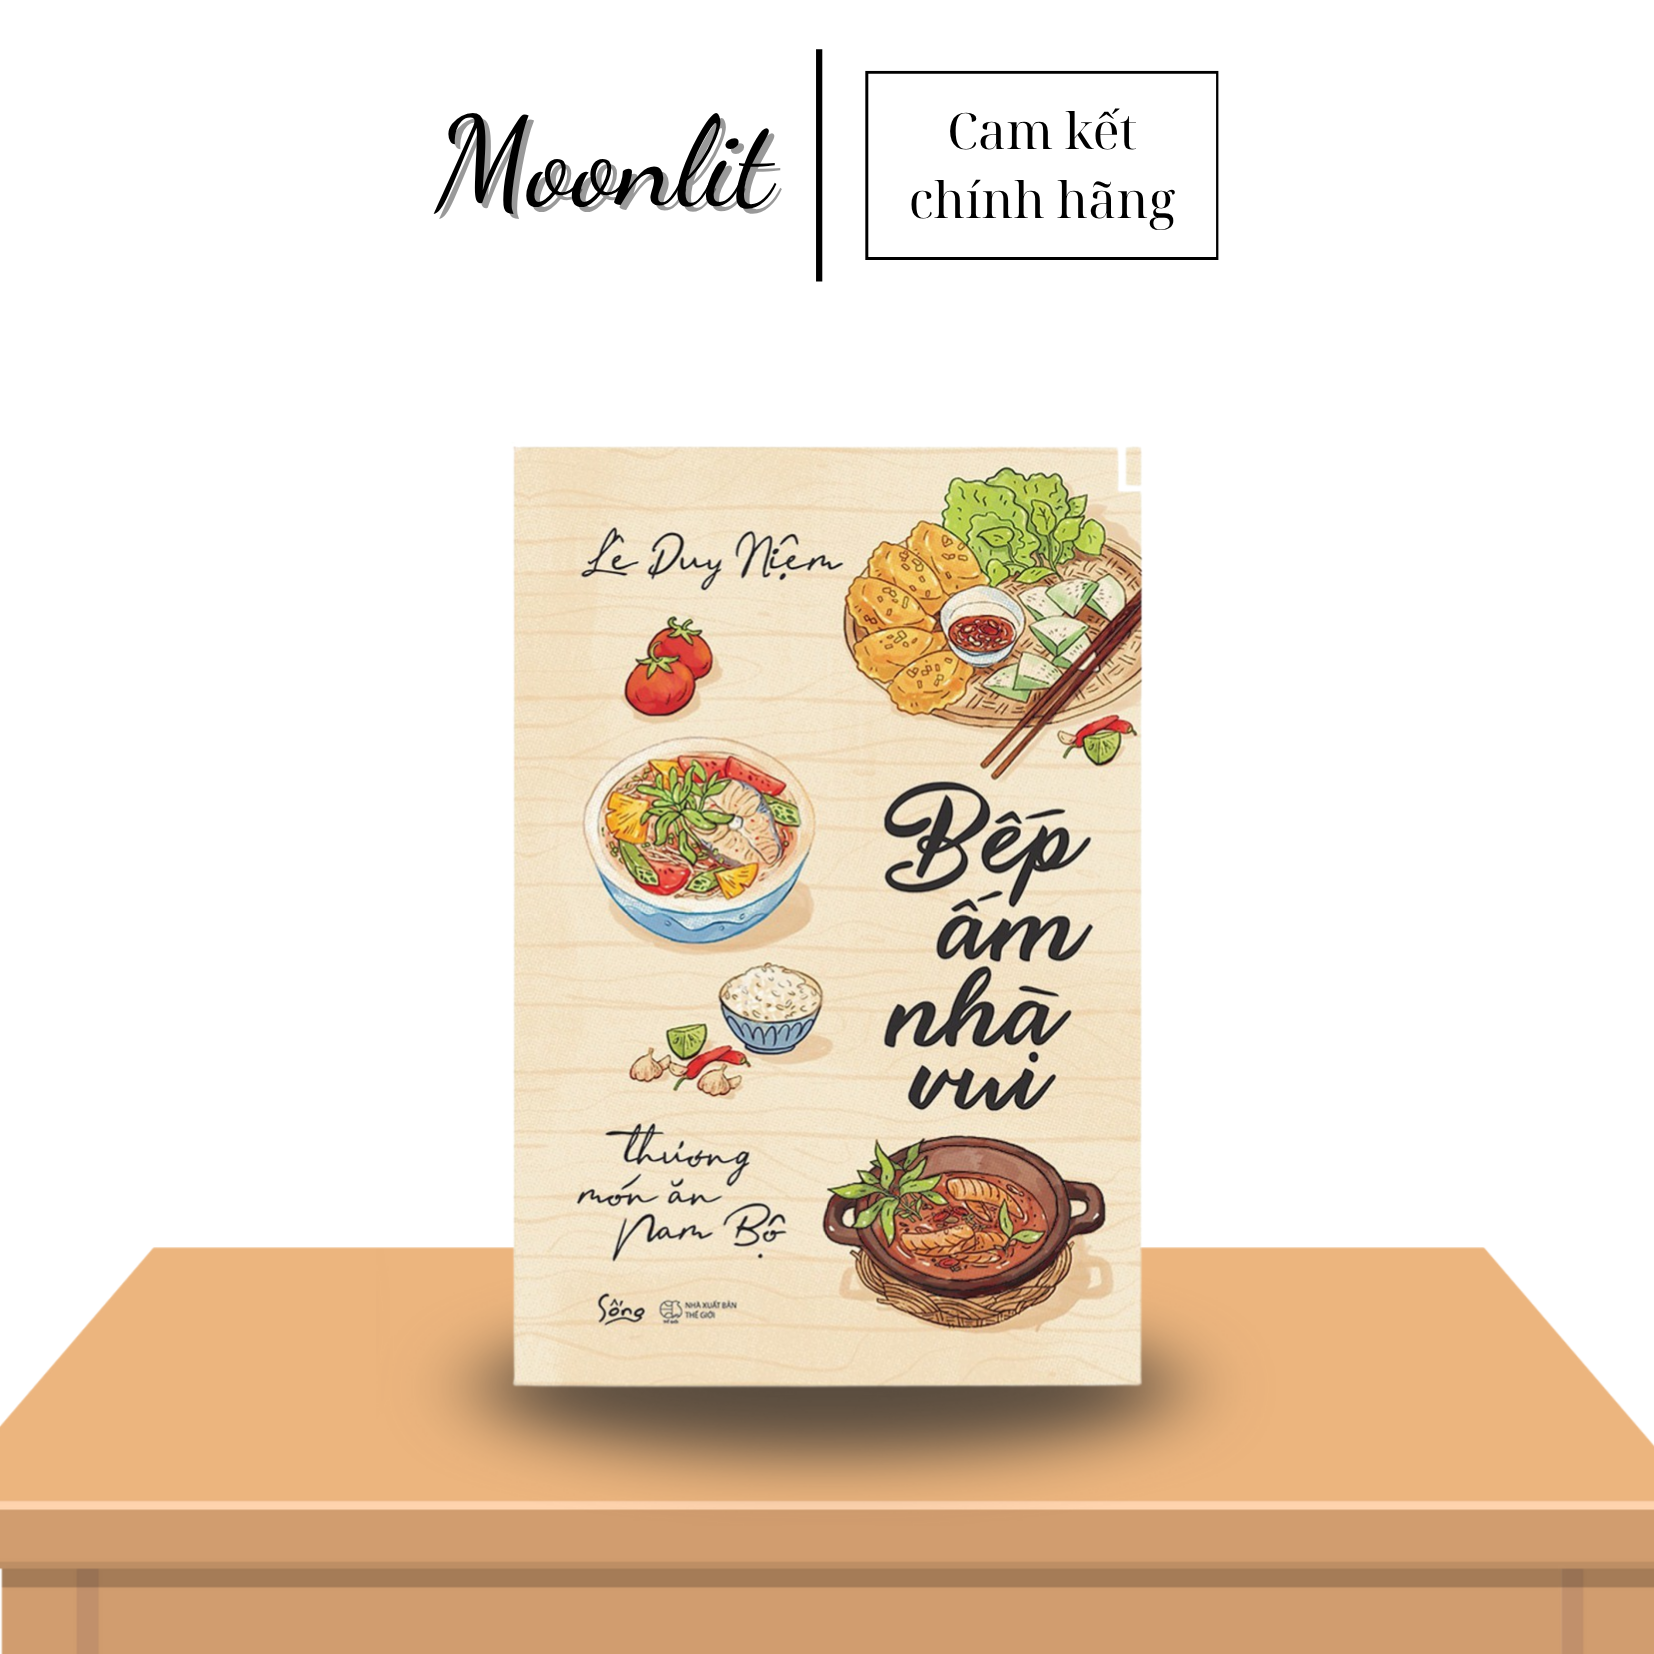 Moonlit
Cam kết
chính hãng
Lê Duy Niệm
Bếp
ấm
nhà
vui
thương
món ăn
Nam Bộ
Sống
NHÀ XUẤT BẢN
THẾ GIỚI